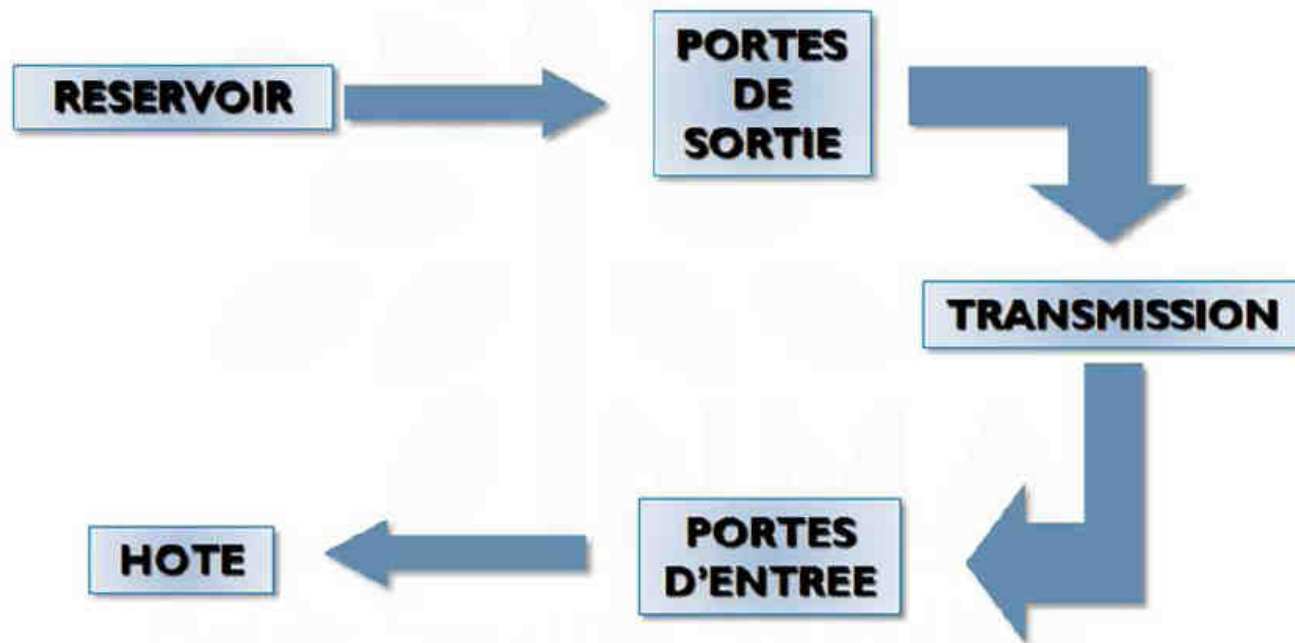 RESERVOIR
PORTES
DE
SORTIE
TRANSMISSION
PORTES
D'ENTREE
HOTE